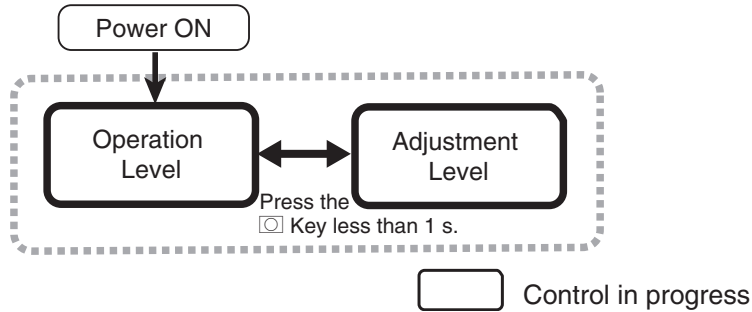 Power ON
Operation
Level
Adjustment
Level
Press the
Key less than 1 s.
Control in progress